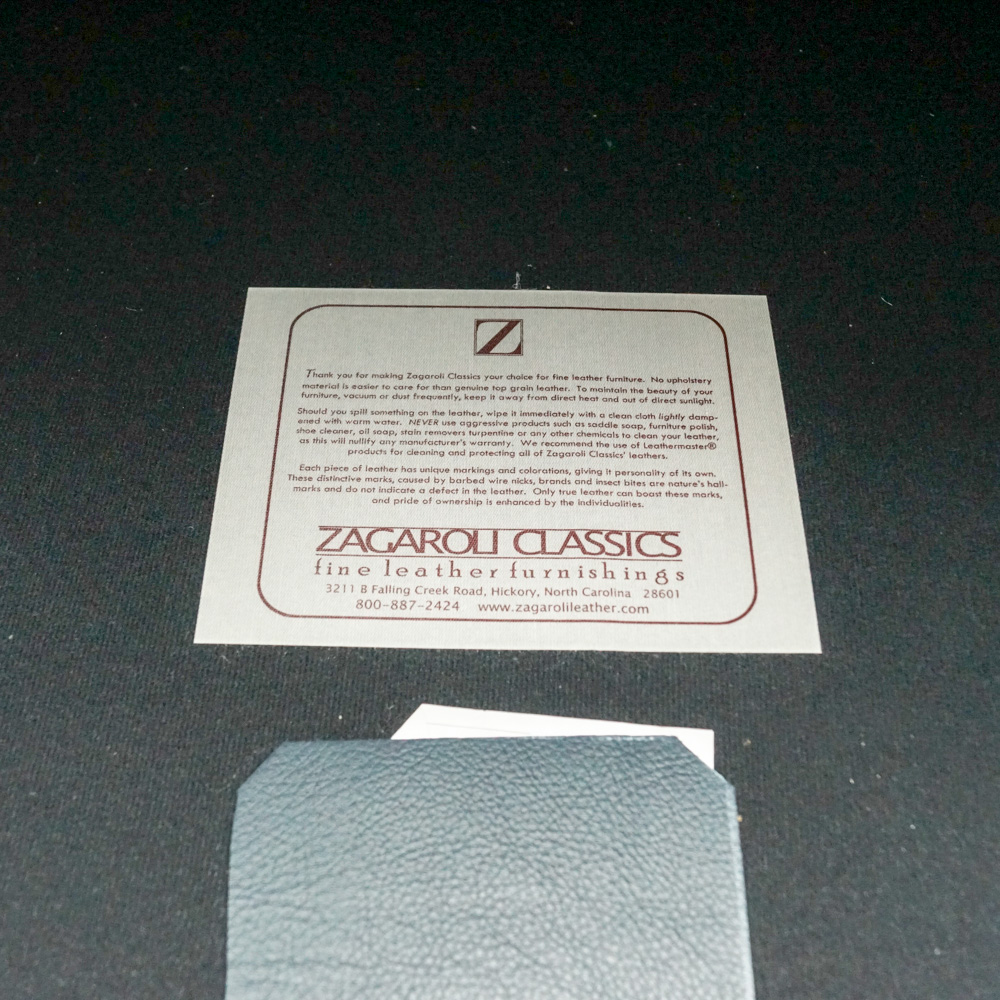 Z
Thank you for making Zagaroli Classics your choice for fine leather furniture. No upholstery
material is easier to care for than genuine top grain leather. To maintain the beauty of your
furniture, vacuum or dust frequently, keep it away from direct heat and out of direct sunlight.
Should you spill something on the leather, wipe it immediately with a clean cloth lightly damp-
ened with warm water. NEVER use aggressive products such as saddle soap, furniture polish,
shoe cleaner, oil soap, stain removers turpentine or any other chemicals to clean your leather,
as this will nullify any manufacturer's warranty. We recommend the use of Leathermaster®
products for cleaning and protecting all of Zagaroli Classics' leathers.
Each piece of leather has unique markings and colorations, giving it personality of its own.
These distinctive marks, caused by barbed wire nicks, brands and insect bites are nature's hall-
marks and do not indicate a defect in the leather. Only true leather can boast these marks,
and pride of ownership is enhanced by the individualities.
ZAGAROLI CLASSICS
fine leather furnishings
3211 B Falling Creek Road, Hickory, North Carolina 28601
800-887-2424 www.zagarolileather.com